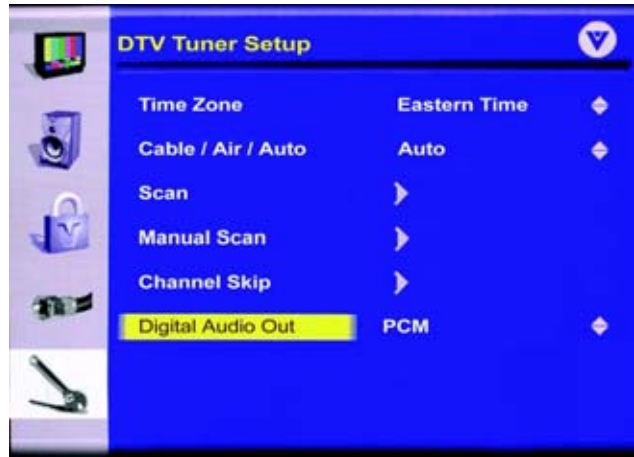 DTV Tuner Setup
V
Time Zone Eastern Time
Cable / Air / Auto Auto
Scan
Manual Scan
Channel Skip
Digital Audio Out PCM